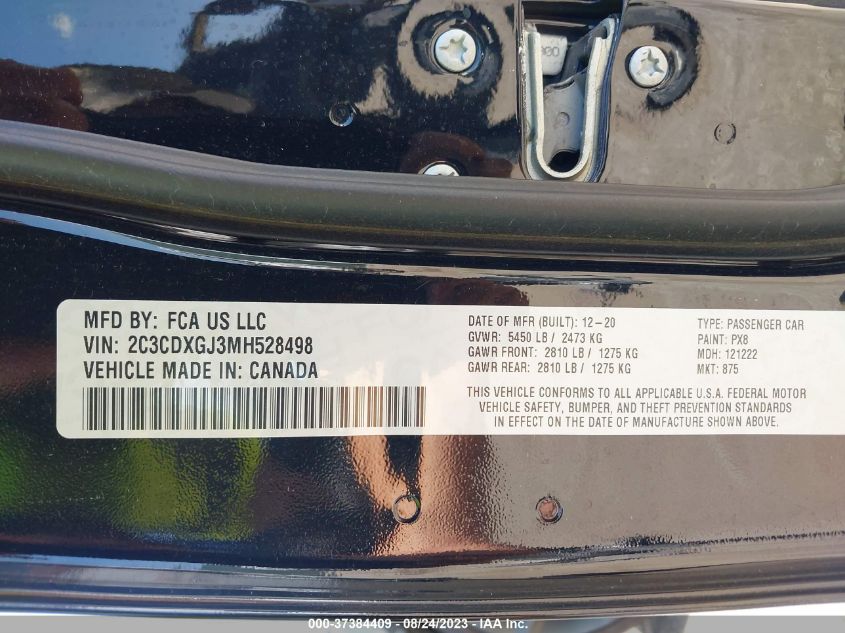 MFD BY: FCA US LLC
VIN: 2C3CDXGJ3MH528498
VEHICLE MADE IN: CANADA
DATE OF MFR (BUILT): 12-20
GVWR: 5450 LB / 2473 KG
GAWR FRONT: 2810 LB / 1275 KG
GAWR REAR: 2810 LB / 1275 KG
TYPE: PASSENGER CAR
PAINT: PX8
MDH: 121222
MKT: 875
THIS VEHICLE CONFORMS TO ALL APPLICABLE U.S.A. FEDERAL MOTOR
VEHICLE SAFETY, BUMPER, AND THEFT PREVENTION STANDARDS
IN EFFECT ON THE DATE OF MANUFACTURE SHOWN ABOVE.
000-37384409 - 08/24/2023 - IAA Inc.